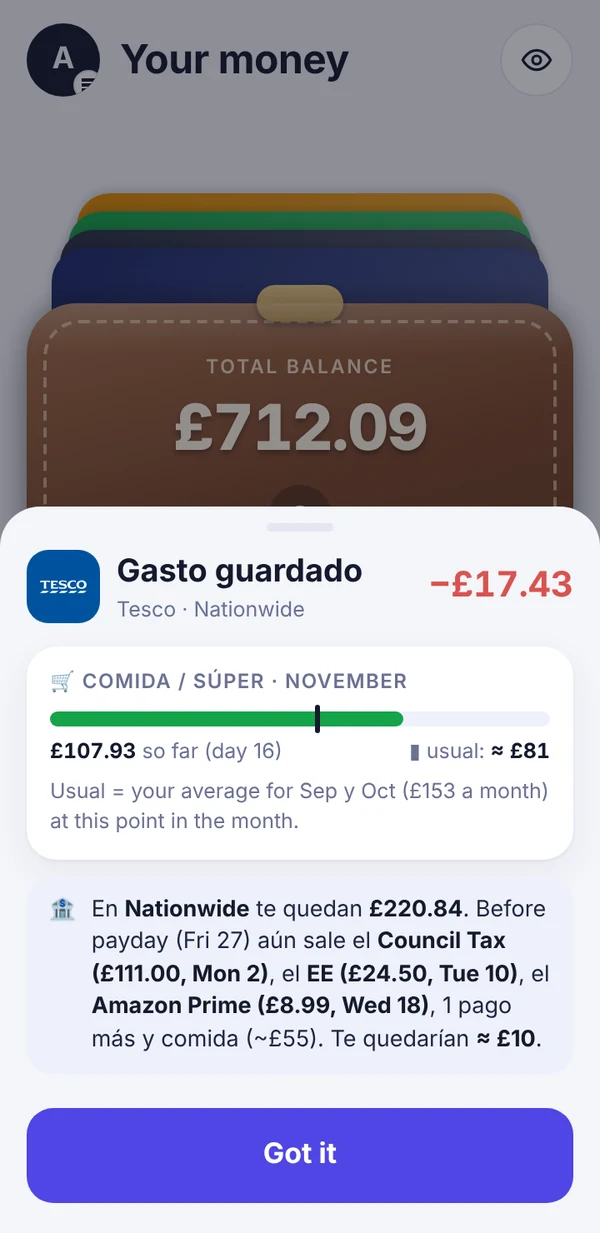 A
Your money
TOTAL BALANCE
£712.09
TESCO
Gasto guardado
−£17.43
Tesco · Nationwide
🛒 COMIDA / SÚPER · NOVEMBER
£107.93 so far (day 16)
▮ usual: ≈ £81
Usual = your average for Sep y Oct (£153 a month)
at this point in the month.
🏦 En Nationwide te quedan £220.84. Before
payday (Fri 27) aún sale el Council Tax
(£111.00, Mon 2), el EE (£24.50, Tue 10), el
Amazon Prime (£8.99, Wed 18), 1 pago
más y comida (~£55). Te quedarían ≈ £10.
Got it